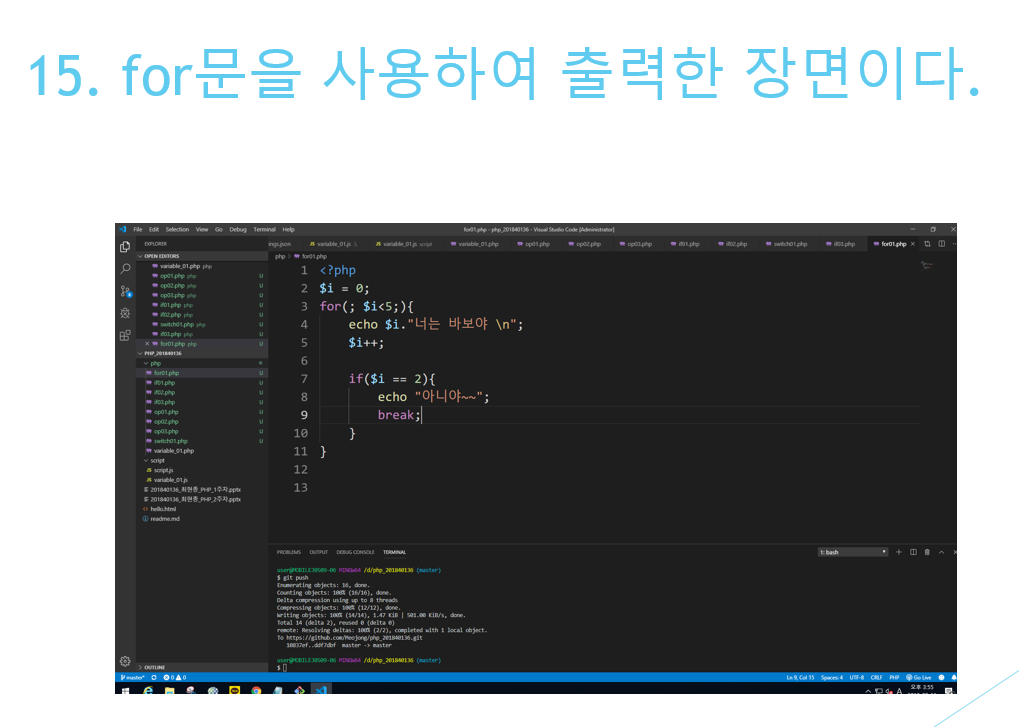 15. for문을 사용하여 출력한 장면이다.
File Edit Selection View Go Debug Terminal Help
for01.php - php_201840136 - Visual Studio Code [Administrator]
EXPLORER
ings.json variable_01.js variable_01.js script variable_01.php op01.php op02.php op03.php if01.php if02.php switch01.php if03.php for01.php
OPEN EDITORS
variable_01.php php
op01.php php U
op02.php php U
op03.php php U
if01.php php U
if02.php php U
switch01.php php U
if03.php php U
for01.php php U
PHP_201840136
php
for01.php U
if01.php U
if02.php U
if03.php U
op01.php U
op02.php U
op03.php U
switch01.php U
variable_01.php
script
script.js
variable_01.js
201840136_최현종_PHP_1주차.pptx
201840136_최현종_PHP_2주차.pptx
hello.html
readme.md
OUTLINE
php > for01.php
1 <?php
2 $i = 0;
3 for(; $i<5;){
4 echo $i."너는 바보야 \n";
5 $i++;
6
7 if($i == 2){
8 echo "아니야~~";
9 break;
10 }
11 }
12
13
PROBLEMS OUTPUT DEBUG CONSOLE TERMINAL 1: bash
user@MOBILE30509-06 MINGW64 /d/php_201840136 (master)
$ git push
Enumerating objects: 16, done.
Counting objects: 100% (16/16), done.
Delta compression using up to 8 threads
Compressing objects: 100% (12/12), done.
Writing objects: 100% (14/14), 1.47 KiB | 501.00 KiB/s, done.
Total 14 (delta 2), reused 0 (delta 0)
remote: Resolving deltas: 100% (2/2), completed with 1 local object.
To https://github.com/Heejong/php_201840136.git
10837ef..ddf7dbf master -> master
user@MOBILE30509-06 MINGW64 /d/php_201840136 (master)
$
master* 0 0 Ln 9, Col 15 Spaces: 4 UTF-8 CRLF PHP Go Live
A 오후 3:55